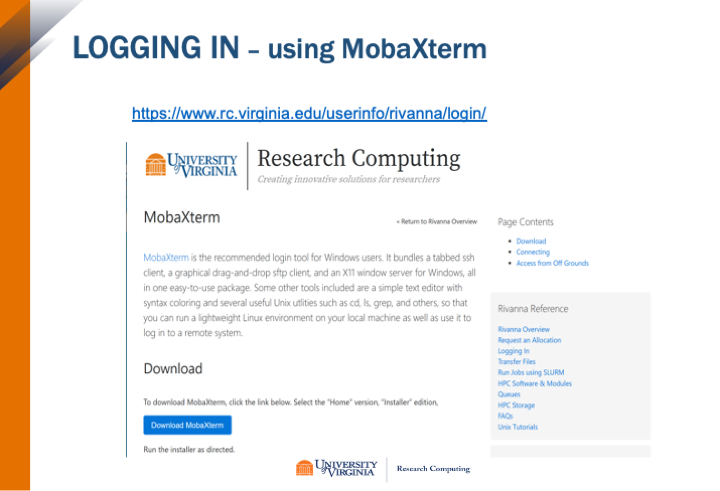 LOGGING IN – using MobaXterm
https://www.rc.virginia.edu/userinfo/rivanna/login/
UNIVERSITY of VIRGINIA
Research Computing
Creating innovative solutions for researchers
MobaXterm
« Return to Rivanna Overview
MobaXterm is the recommended login tool for Windows users. It bundles a tabbed ssh
client, a graphical drag-and-drop sftp client, and an X11 window server for Windows, all
in one easy-to-use package. Some other tools included are a simple text editor with
syntax coloring and several useful Unix utlities such as cd, ls, grep, and others, so that
you can run a lightweight Linux environment on your local machine as well as use it to
log in to a remote system.
Download
To download MobaXterm, click the link below. Select the "Home" version, "Installer" edition,
Download MobaXterm
Run the installer as directed.
Page Contents
• Download
• Connecting
• Access from Off Grounds
Rivanna Reference
Rivanna Overview
Request an Allocation
Logging In
Transfer Files
Run Jobs using SLURM
HPC Software & Modules
Queues
HPC Storage
FAQs
Unix Tutorials
UNIVERSITY of VIRGINIA
Research Computing